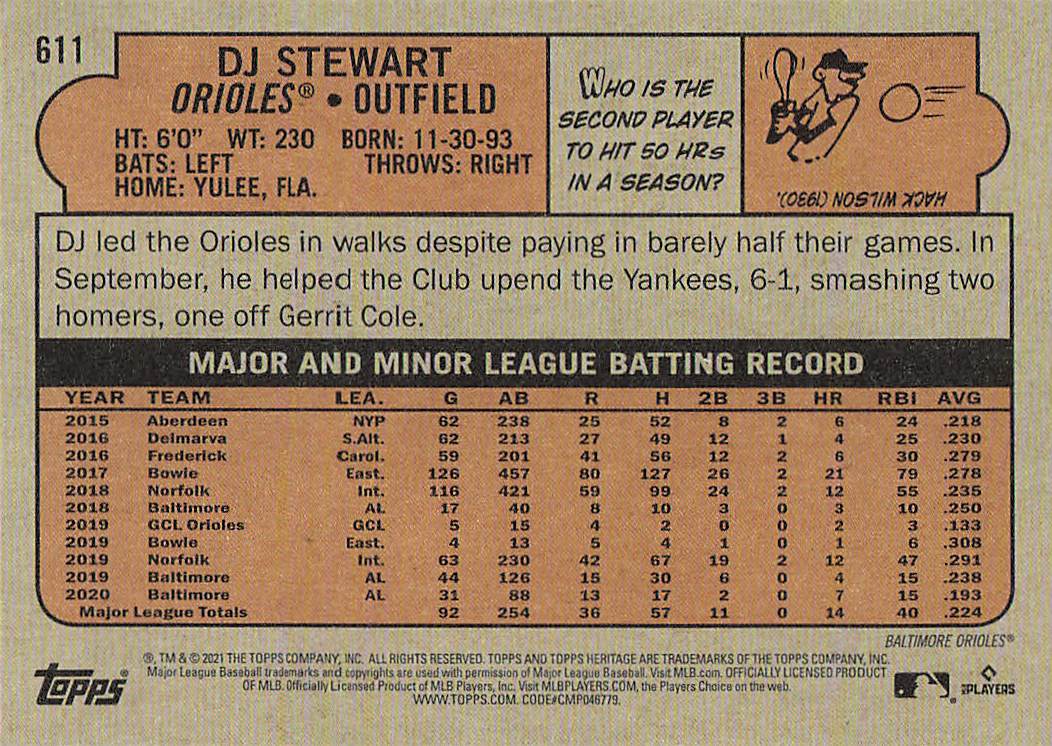 611
DJ STEWART
ORIOLES® • OUTFIELD
HT: 6'0" WT: 230 BORN: 11-30-93
BATS: LEFT THROWS: RIGHT
HOME: YULEE, FLA.
WHO IS THE
SECOND PLAYER
TO HIT 50 HRs
IN A SEASON?
HACK WILSON (1930).
DJ led the Orioles in walks despite paying in barely half their games. In
September, he helped the Club upend the Yankees, 6-1, smashing two
homers, one off Gerrit Cole.
MAJOR AND MINOR LEAGUE BATTING RECORD
YEAR TEAM LEA. G AB R H 2B 3B HR RBI AVG
2015 Aberdeen NYP 62 238 25 52 8 2 6 24 .218
2016 Delmarva S.Alt. 62 213 27 49 12 1 4 25 .230
2016 Frederick Carol. 59 201 41 56 12 2 6 30 .279
2017 Bowie East. 126 457 80 127 26 2 21 79 .278
2018 Norfolk Int. 116 421 59 99 24 2 12 55 .235
2018 Baltimore AL 17 40 8 10 3 0 3 10 .250
2019 GCL Orioles GCL 5 15 4 2 0 0 2 3 .133
2019 Bowie East. 4 13 5 4 1 0 1 6 .308
2019 Norfolk Int. 63 230 42 67 19 2 12 47 .291
2019 Baltimore AL 44 126 15 30 6 0 4 15 .238
2020 Baltimore AL 31 88 13 17 2 0 7 15 .193
Major League Totals 92 254 36 57 11 0 14 40 .224
BALTIMORE ORIOLES®
®, TM & © 2021 THE TOPPS COMPANY, INC. ALL RIGHTS RESERVED. TOPPS AND TOPPS HERITAGE ARE TRADEMARKS OF THE TOPPS COMPANY, INC.
Major League Baseball trademarks and copyrights are used with permission of Major League Baseball. Visit MLB.com. OFFICIALLY LICENSED PRODUCT
OF MLB. Officially Licensed Product of MLB Players, Inc. Visit MLBPLAYERS.COM, the Players Choice on the web.
WWW.TOPPS.COM. CODE#CMP046779.
topps®
MLBPLAYERS